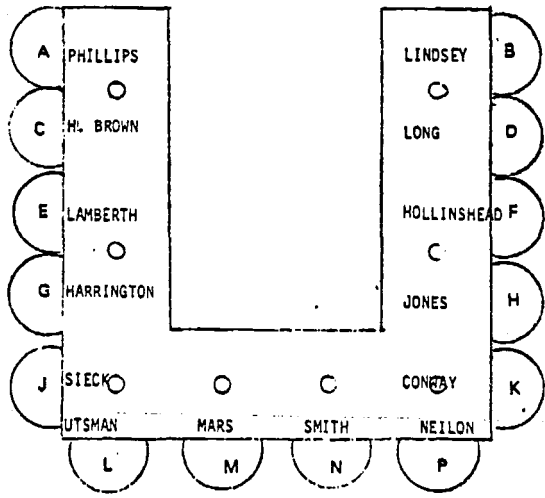 A PHILLIPS LINDSEY B
C H. BROWN LONG D
E LAMBERTH HOLLINSHEAD F
G HARRINGTON JONES H
J SIECK CONWAY K
UTSMAN MARS SMITH NEILON
L M N P